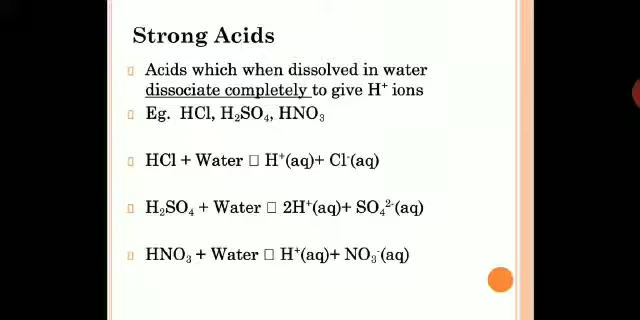 Strong Acids
▯ Acids which when dissolved in water
dissociate completely to give H⁺ ions
▯ Eg. HCl, H₂SO₄, HNO₃
▯ HCl + Water □ H⁺(aq)+ Cl⁻(aq)
▯ H₂SO₄ + Water □ 2H⁺(aq)+ SO₄²⁻(aq)
▯ HNO₃ + Water □ H⁺(aq)+ NO₃⁻(aq)